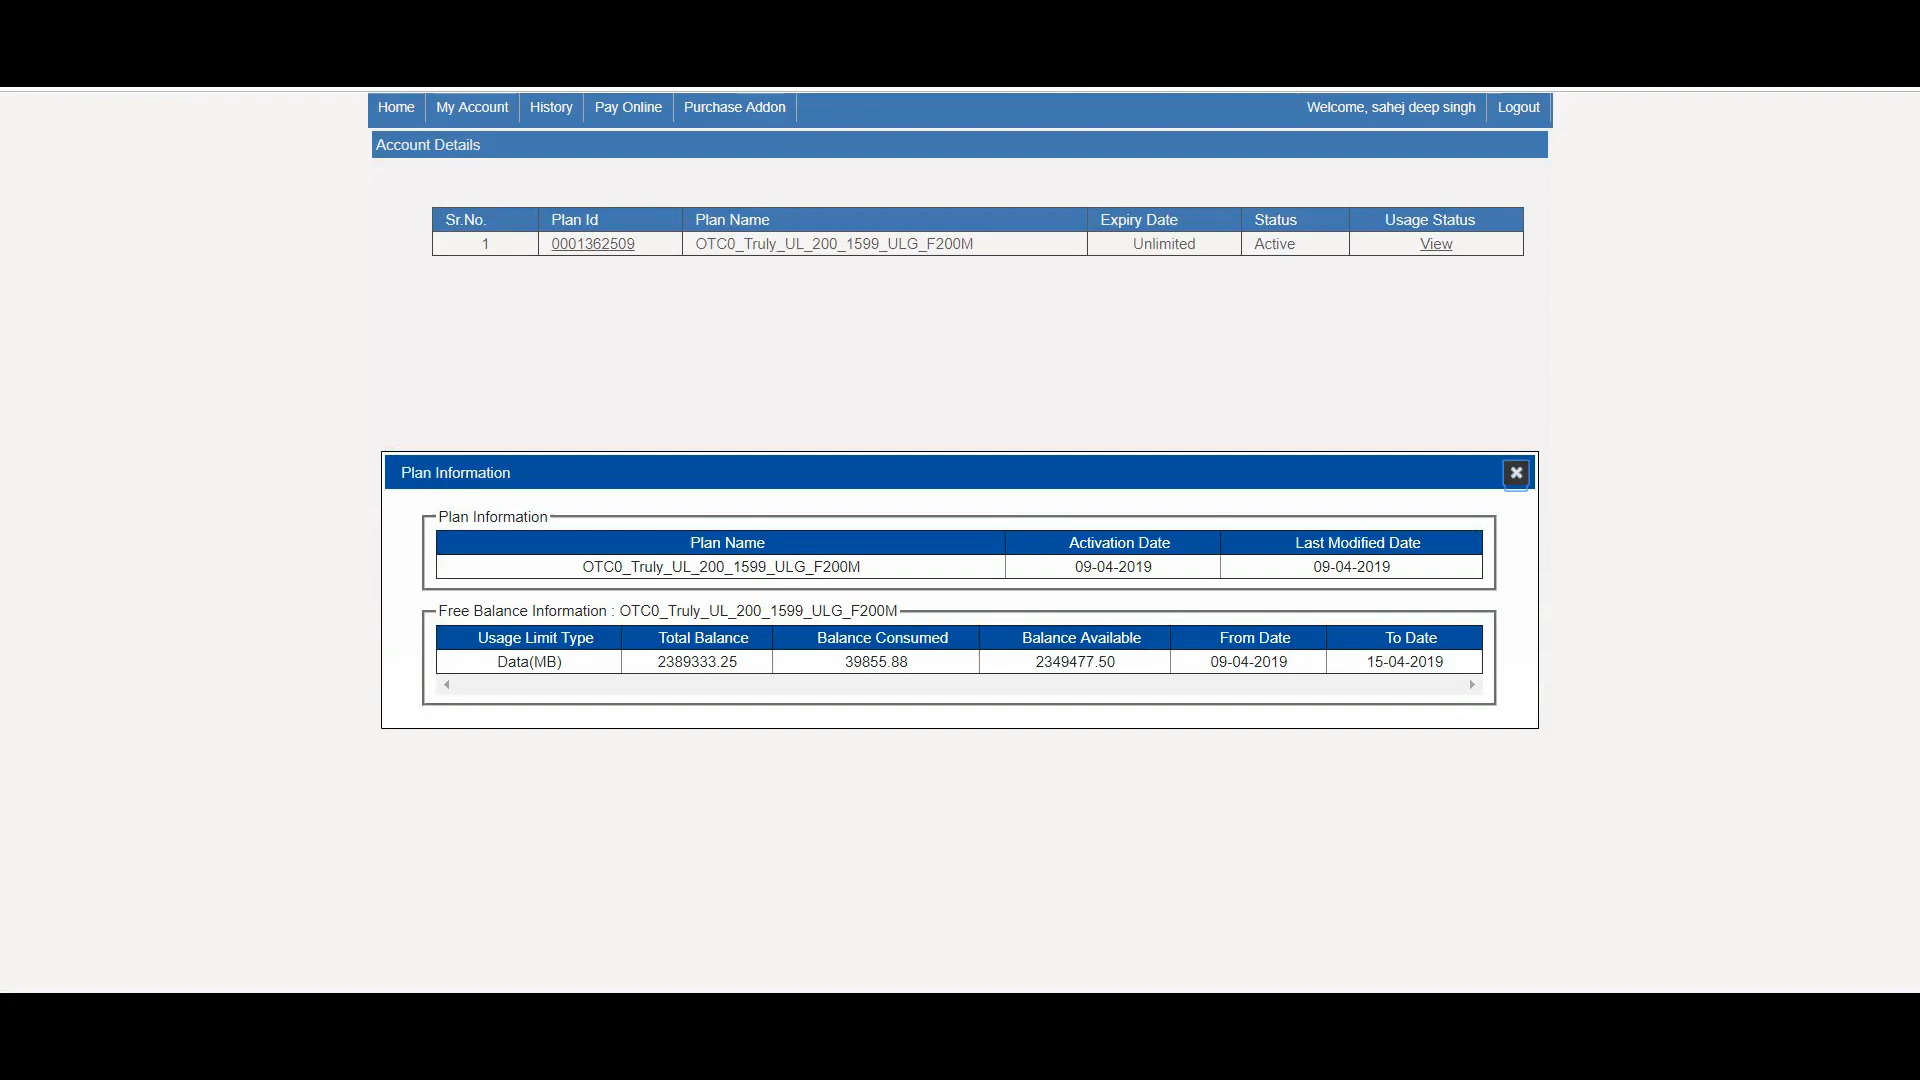 Home My Account History Pay Online Purchase Addon Welcome, sahej deep singh Logout
Account Details
Sr.No. Plan Id Plan Name Expiry Date Status Usage Status
1 0001362509 OTC0_Truly_UL_200_1599_ULG_F200M Unlimited Active View
Plan Information
Plan Information
Plan Name Activation Date Last Modified Date
OTC0_Truly_UL_200_1599_ULG_F200M 09-04-2019 09-04-2019
Free Balance Information : OTC0_Truly_UL_200_1599_ULG_F200M
Usage Limit Type Total Balance Balance Consumed Balance Available From Date To Date
Data(MB) 2389333.25 39855.88 2349477.50 09-04-2019 15-04-2019